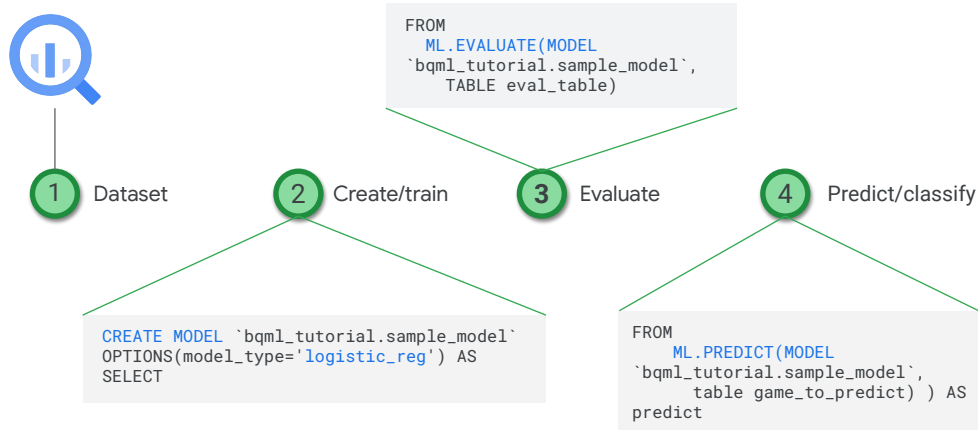 FROM
ML.EVALUATE(MODEL
`bqml_tutorial.sample_model`,
TABLE eval_table)
1 Dataset
2 Create/train
3 Evaluate
4 Predict/classify
CREATE MODEL `bqml_tutorial.sample_model`
OPTIONS(model_type='logistic_reg') AS
SELECT
FROM
ML.PREDICT(MODEL
`bqml_tutorial.sample_model`,
table game_to_predict) ) AS
predict